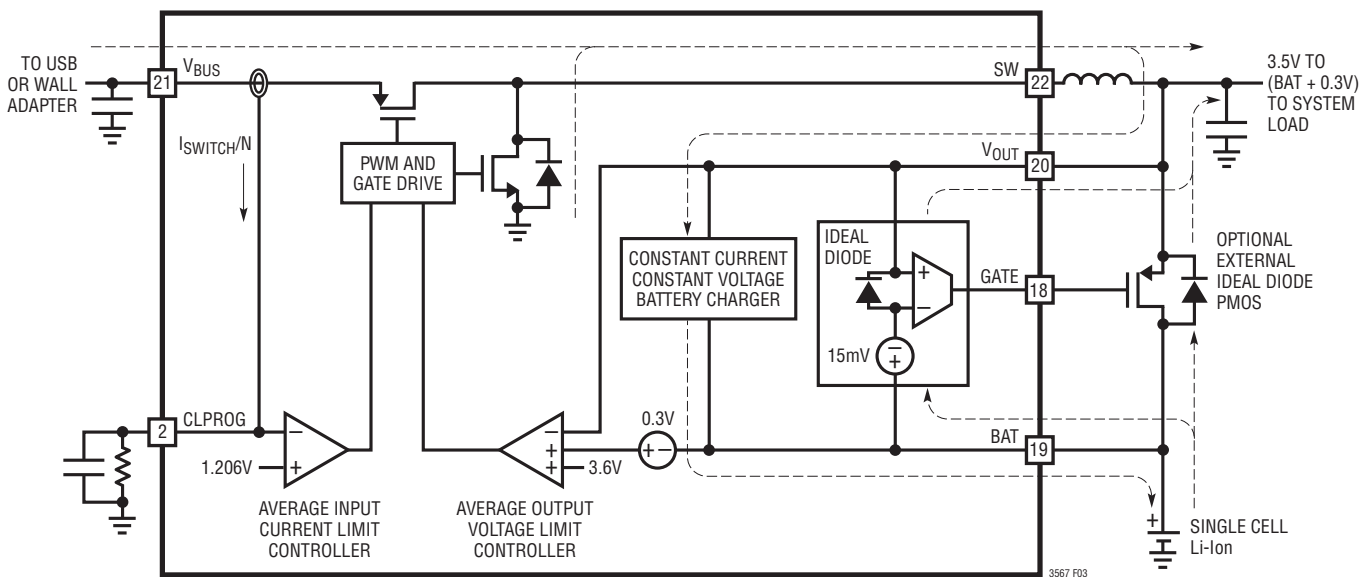 TO USB
OR WALL
ADAPTER
21
VBUS
SW
22
3.5V TO
(BAT + 0.3V)
TO SYSTEM
LOAD
ISWITCH/N
PWM AND
GATE DRIVE
VOUT
20
CONSTANT CURRENT
CONSTANT VOLTAGE
BATTERY CHARGER
IDEAL
DIODE
+
–
–
+
15mV
GATE
18
OPTIONAL
EXTERNAL
IDEAL DIODE
PMOS
2
CLPROG
–
+
1.206V
AVERAGE INPUT
CURRENT LIMIT
CONTROLLER
–
+
+
3.6V
AVERAGE OUTPUT
VOLTAGE LIMIT
CONTROLLER
0.3V
+ –
BAT
19
+
SINGLE CELL
Li-Ion
3567 F03